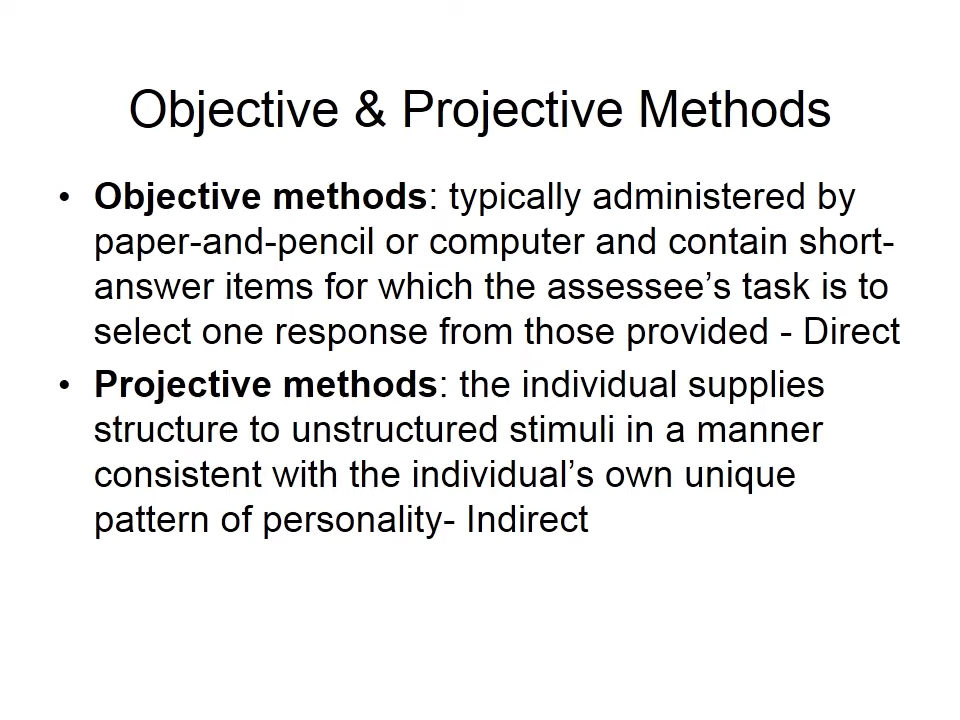 Objective & Projective Methods
• Objective methods: typically administered by
paper-and-pencil or computer and contain short-
answer items for which the assessee’s task is to
select one response from those provided - Direct
• Projective methods: the individual supplies
structure to unstructured stimuli in a manner
consistent with the individual’s own unique
pattern of personality- Indirect